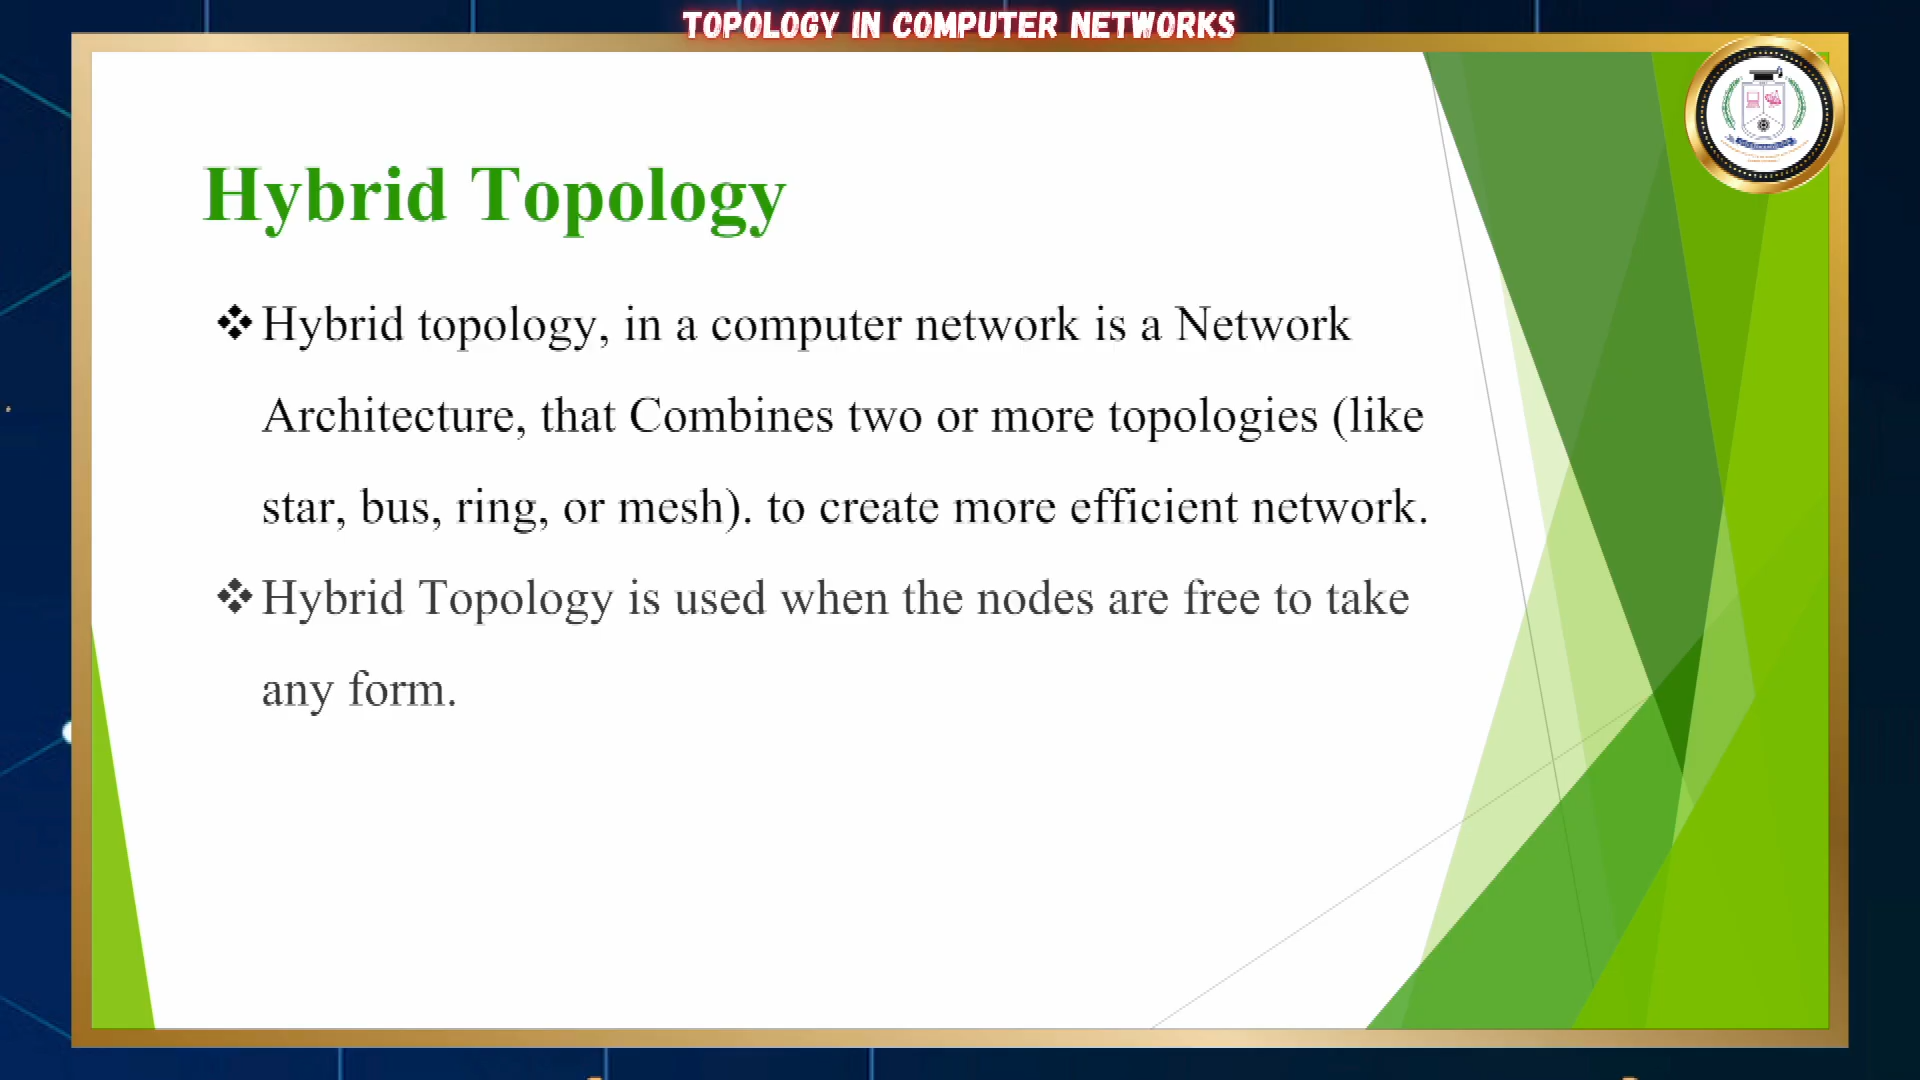 TOPOLOGY IN COMPUTER NETWORKS
Hybrid Topology
❖Hybrid topology, in a computer network is a Network
Architecture, that Combines two or more topologies (like
star, bus, ring, or mesh). to create more efficient network.
❖Hybrid Topology is used when the nodes are free to take
any form.